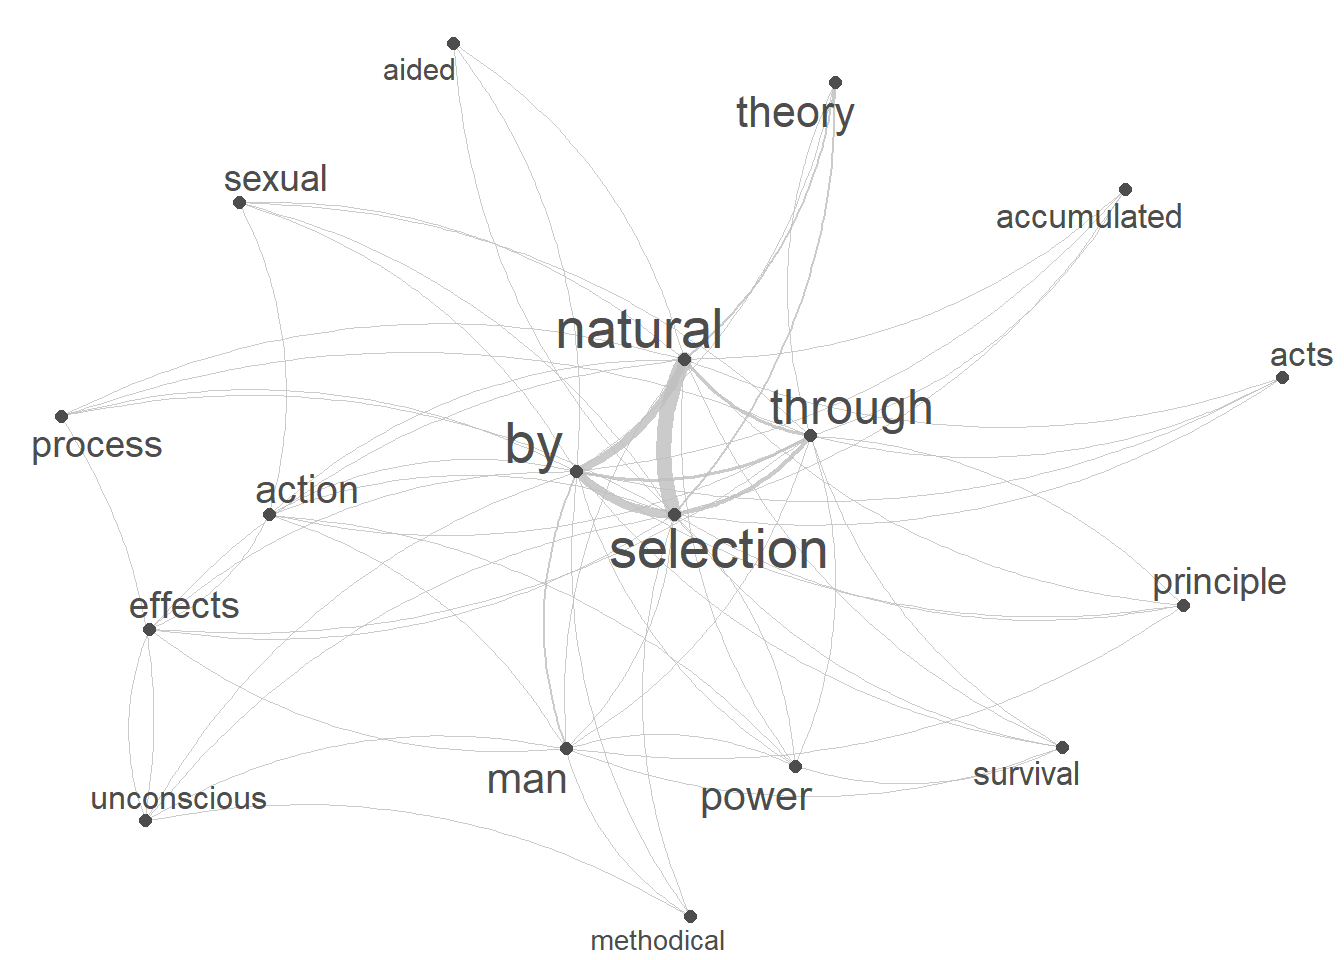 aided
theory
sexual
accumulated
natural
acts
through
process
by
action
selection
principle
effects
survival
man
power
unconscious
methodical